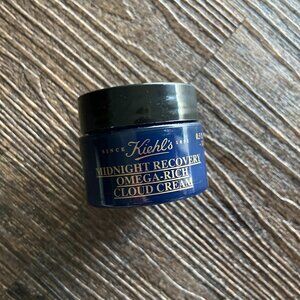 SINCE Kiehl's 1851
MIDNIGHT RECOVERY
OMEGA-RICH
CLOUD CREAM